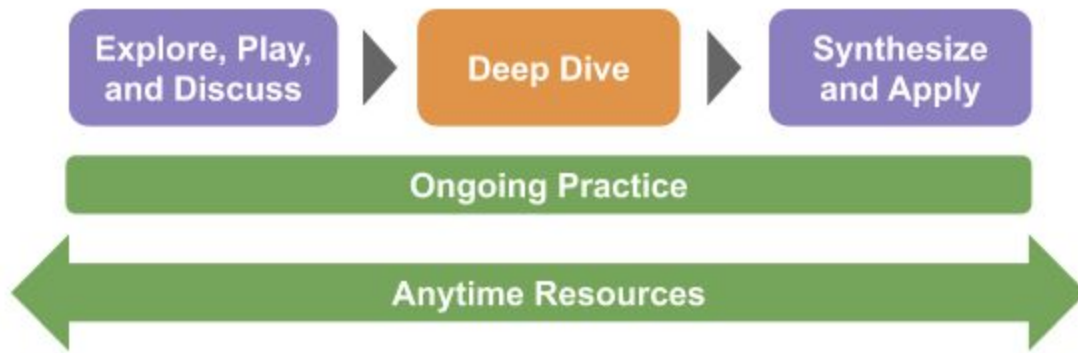 Explore, Play,
and Discuss
Deep Dive
Synthesize
and Apply
Ongoing Practice
Anytime Resources